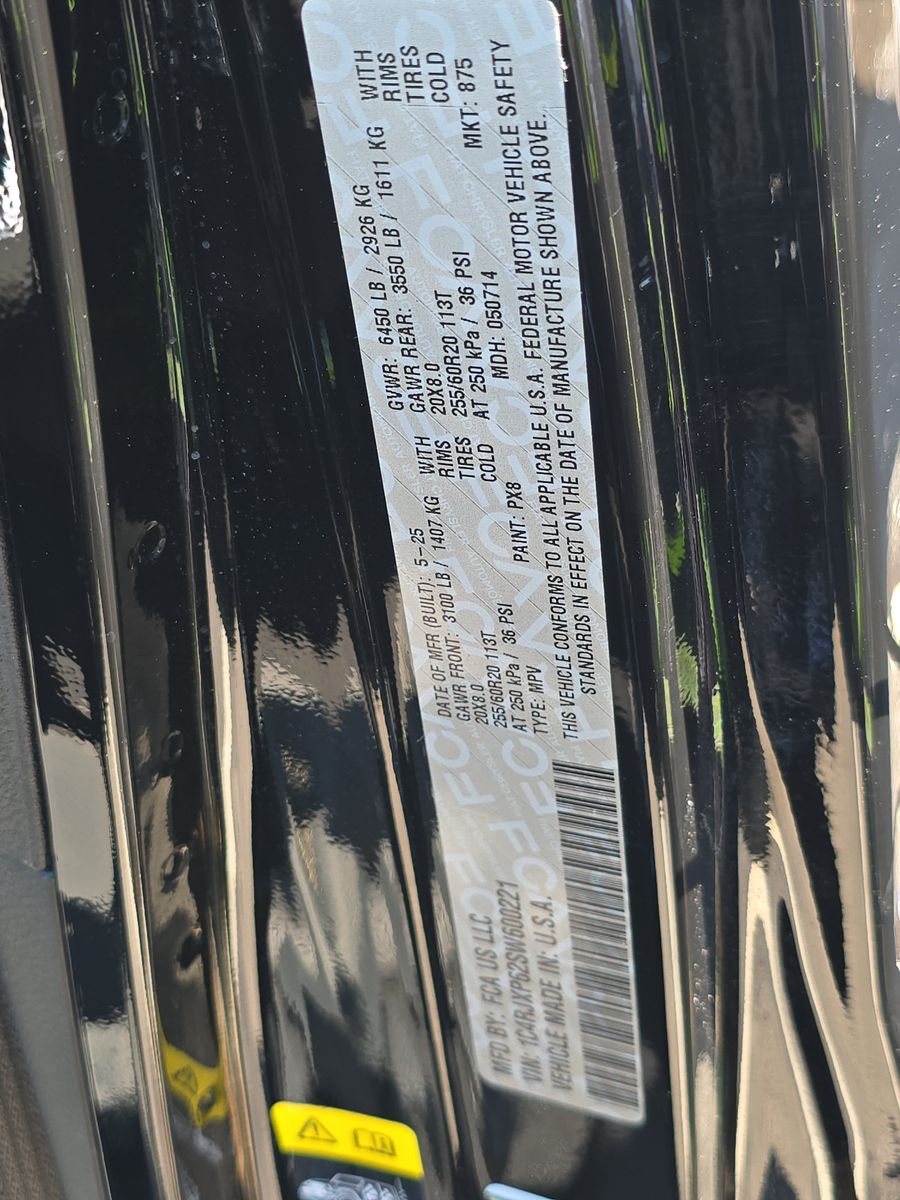 MFD BY: FCA US LLC
DATE OF MFR (BUILT): 5-25
GVWR: 6450 LB / 2926 KG
GAWR FRONT: 3100 LB / 1407 KG WITH
20X8.0 RIMS
255/60R20 113T TIRES
AT 250 kPa / 36 PSI COLD
GAWR REAR: 3550 LB / 1611 KG WITH
20X8.0 RIMS
255/60R20 113T TIRES
AT 250 kPa / 36 PSI COLD
VIN: 1C4RJXP62SW600221
TYPE: MPV
PAINT: PX8
MDH: 050714
MKT: 875
VEHICLE MADE IN: U.S.A.
THIS VEHICLE CONFORMS TO ALL APPLICABLE U.S.A. FEDERAL MOTOR VEHICLE SAFETY
STANDARDS IN EFFECT ON THE DATE OF MANUFACTURE SHOWN ABOVE.